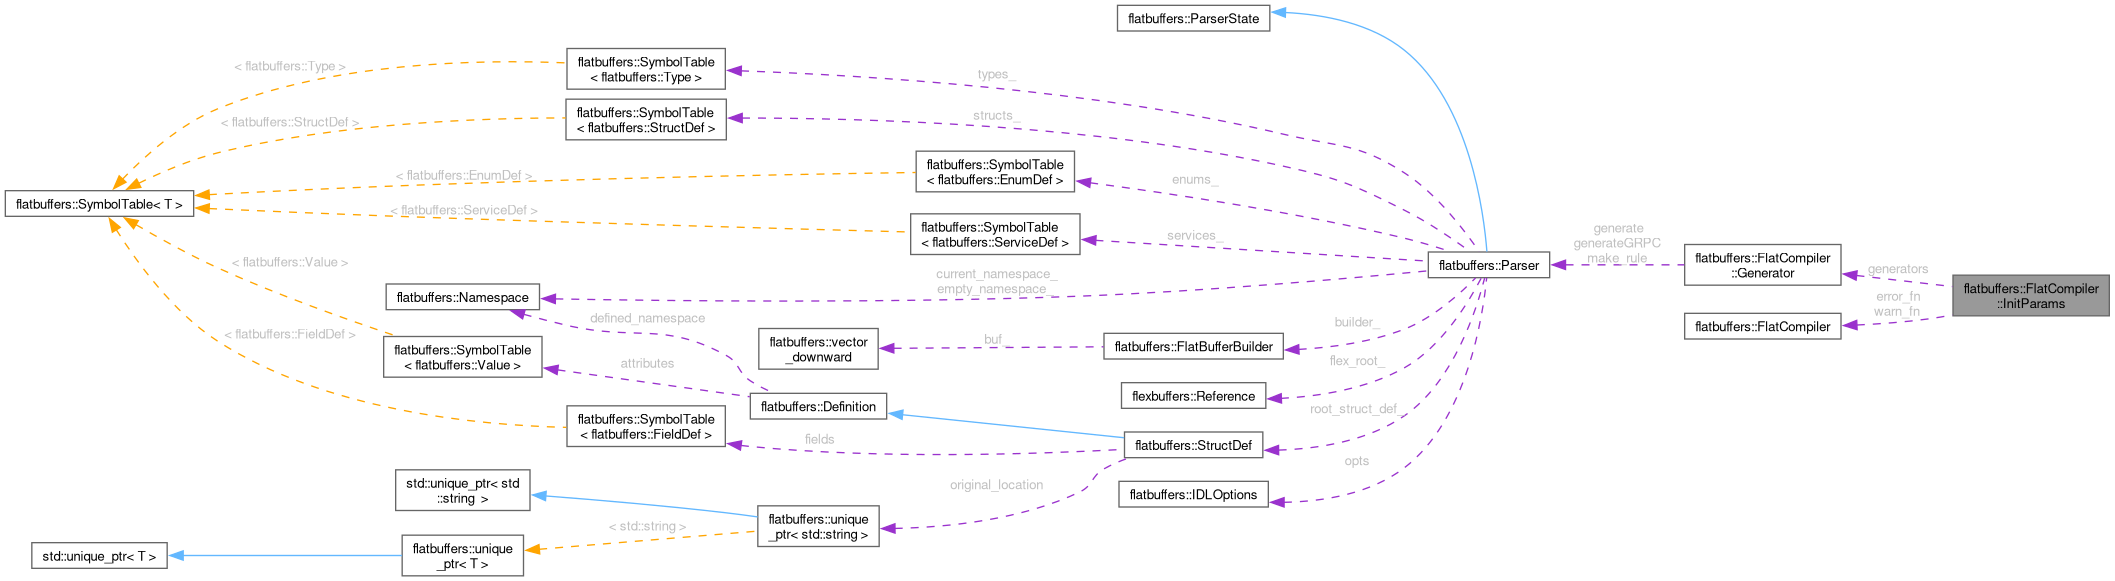 flatbuffers::ParserState
flatbuffers::SymbolTable
< flatbuffers::Type >
< flatbuffers::Type >
types_
flatbuffers::SymbolTable
< flatbuffers::StructDef >
< flatbuffers::StructDef >
structs_
flatbuffers::SymbolTable
< flatbuffers::EnumDef >
< flatbuffers::EnumDef >
enums_
flatbuffers::SymbolTable< T >
< flatbuffers::ServiceDef >
flatbuffers::SymbolTable
< flatbuffers::ServiceDef >
services_
generate
generateGRPC
make_rule
flatbuffers::Parser
flatbuffers::FlatCompiler
::Generator
generators
flatbuffers::FlatCompiler
::InitParams
error_fn
warn_fn
flatbuffers::FlatCompiler
< flatbuffers::Value >
current_namespace_
empty_namespace_
flatbuffers::Namespace
defined_namespace
< flatbuffers::FieldDef >
flatbuffers::SymbolTable
< flatbuffers::Value >
attributes
flatbuffers::vector
_downward
buf_
flatbuffers::FlatBufferBuilder
builder_
flex_root_
flexbuffers::Reference
flatbuffers::Definition
root_struct_def_
flatbuffers::SymbolTable
< flatbuffers::FieldDef >
fields
flatbuffers::StructDef
opts
original_location
flatbuffers::IDLOptions
std::unique_ptr< std
::string >
< std::string >
flatbuffers::unique
_ptr< std::string >
std::unique_ptr< T >
flatbuffers::unique
_ptr< T >